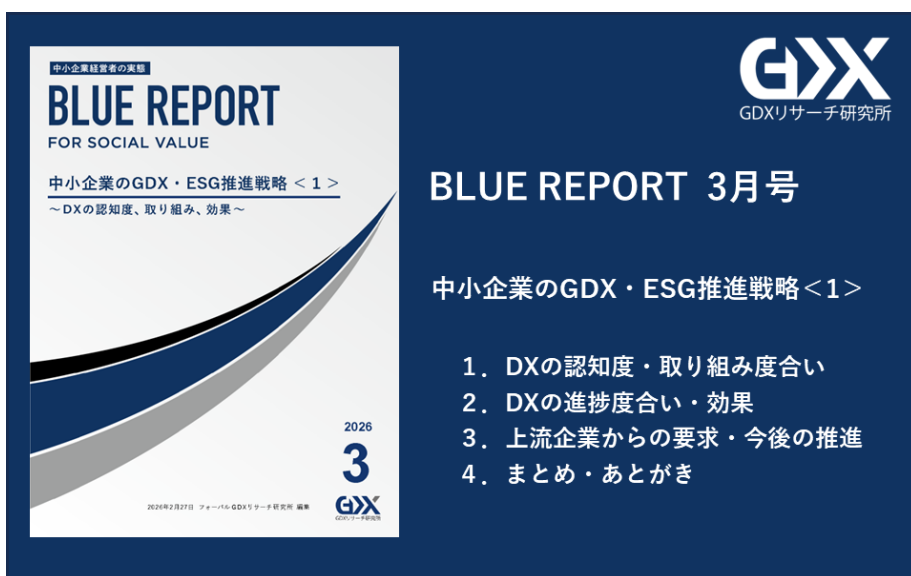 中小企業経営者の実態
BLUE REPORT
FOR SOCIAL VALUE
中小企業のGDX・ESG推進戦略＜1＞
～DXの認知度、取り組み、効果～
2026
3
2026年2月27日 フォーバル GDXリサーチ研究所 編集
GDX
GDXリサーチ研究所
GDX
GDXリサーチ研究所
BLUE REPORT 3月号
中小企業のGDX・ESG推進戦略＜1＞
1．DXの認知度・取り組み度合い
2．DXの進捗度合い・効果
3．上流企業からの要求・今後の推進
4．まとめ・あとがき